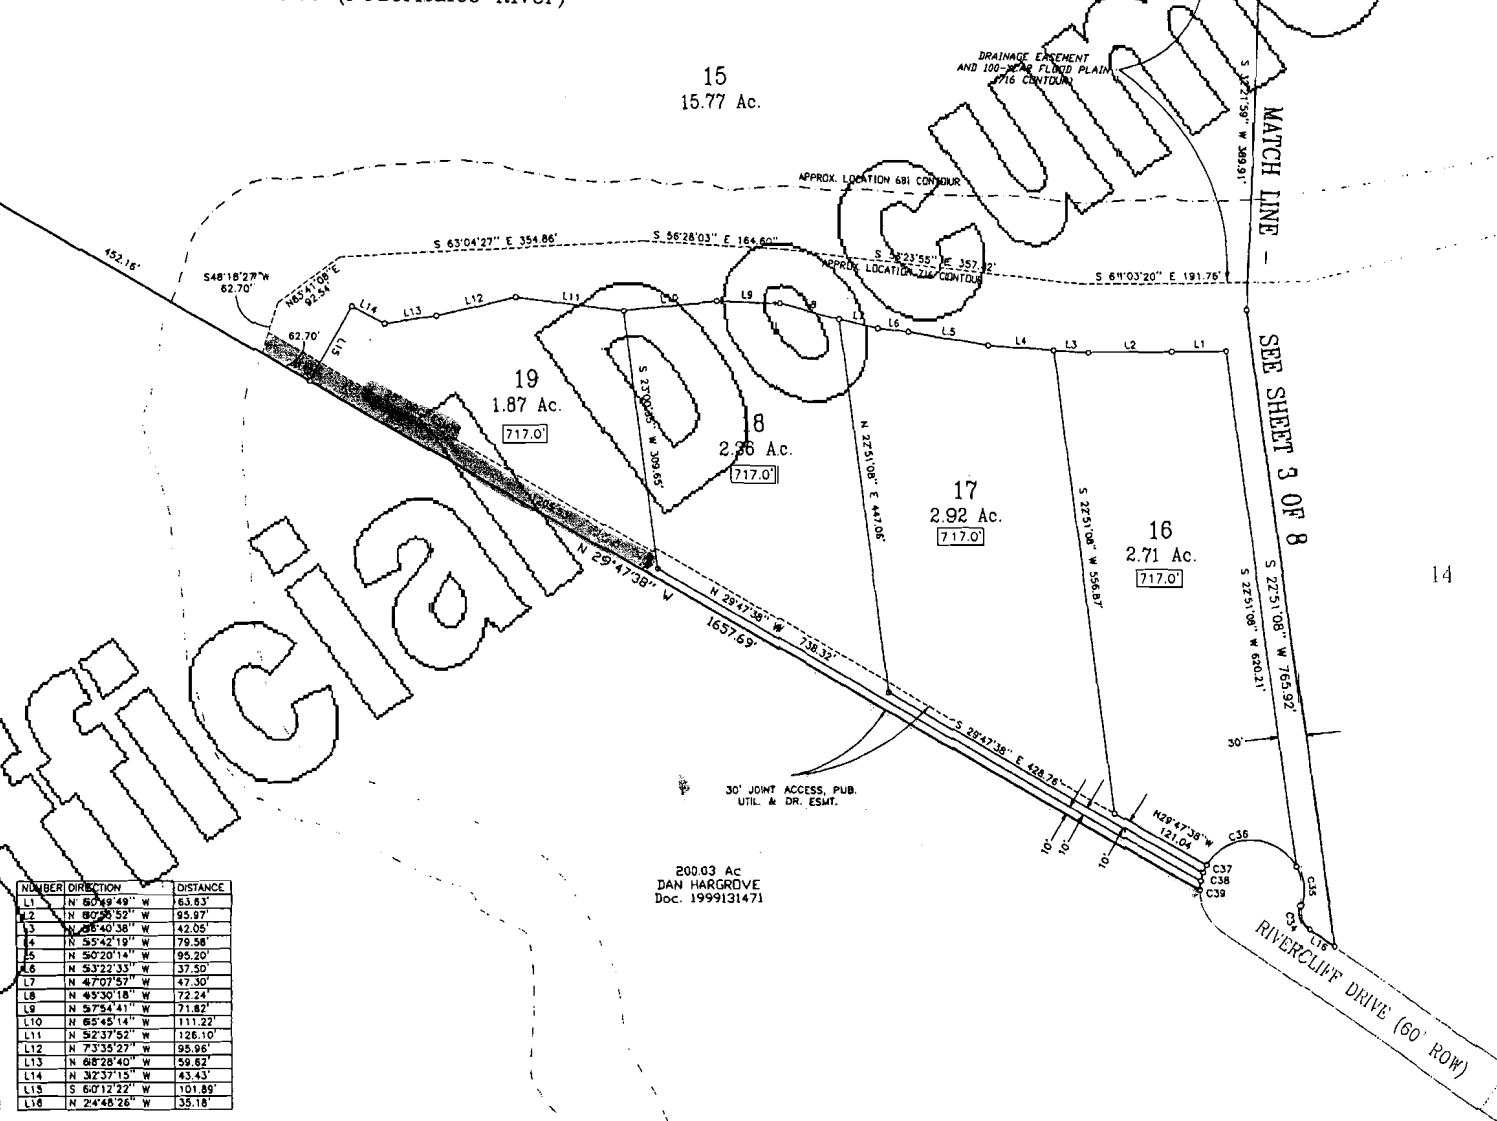 River)
15
15.77 Ac.
DRAINAGE EASEMENT
AND 100-YEAR FLOOD PLAIN
(716 CONTOUR)
MATCH LINE - SEE SHEET 3 OF 8
APPROX. LOCATION 681 CONTOUR
APPROX. LOCATION 716 CONTOUR
452.16'
S48°18'27"W
62.70'
N83°41'08"E
92.54'
S 63°04'27" E 354.86'
S 56°28'03" E 164.60'
S 61°03'20" E 191.76'
62.70'
L15
L14
L13
L12
L11
L10
L9
L8
L7
L6
L5
L4
L3
L2
L1
19
1.87 Ac.
717.0'
18
2.36 Ac.
717.0'
17
2.92 Ac.
717.0'
16
2.71 Ac.
717.0'
14
N 22°51'08" E 447.06'
S 22°51'08" W 556.87'
S 22°51'08" W 620.21'
S 22°51'08" W 765.92'
N 29°47'38" W
1657.69'
N 29°47'38" W 738.32'
S 29°47'38" E 428.76'
N29°47'38"W
121.04
30'
10'
10'
10'
C36
C37
C38
C39
C35
C34
L16
30' JOINT ACCESS, PUB.
UTIL. & DR. ESMT.
200.03 Ac
DAN HARGROVE
Doc. 1999131471
RIVERCLIFF DRIVE (60' ROW)
NUMBER DIRECTION DISTANCE
L1 N 60°49'49" W 63.63'
L2 N 60°56'52" W 95.97'
L3 N 56°40'38" W 42.05'
L4 N 55°42'19" W 79.58'
L5 N 50°20'14" W 95.20'
L6 N 53°22'33" W 37.50'
L7 N 47°07'57" W 47.30'
L8 N 45°30'18" W 72.24'
L9 N 57°54'41" W 71.82'
L10 N 65°45'14" W 111.22'
L11 N 52°37'52" W 126.10'
L12 N 73°35'27" W 95.96'
L13 N 68°28'40" W 59.62'
L14 N 32°37'15" W 43.43'
L15 S 60°12'22" W 101.89'
L16 N 24°48'26" W 35.18'